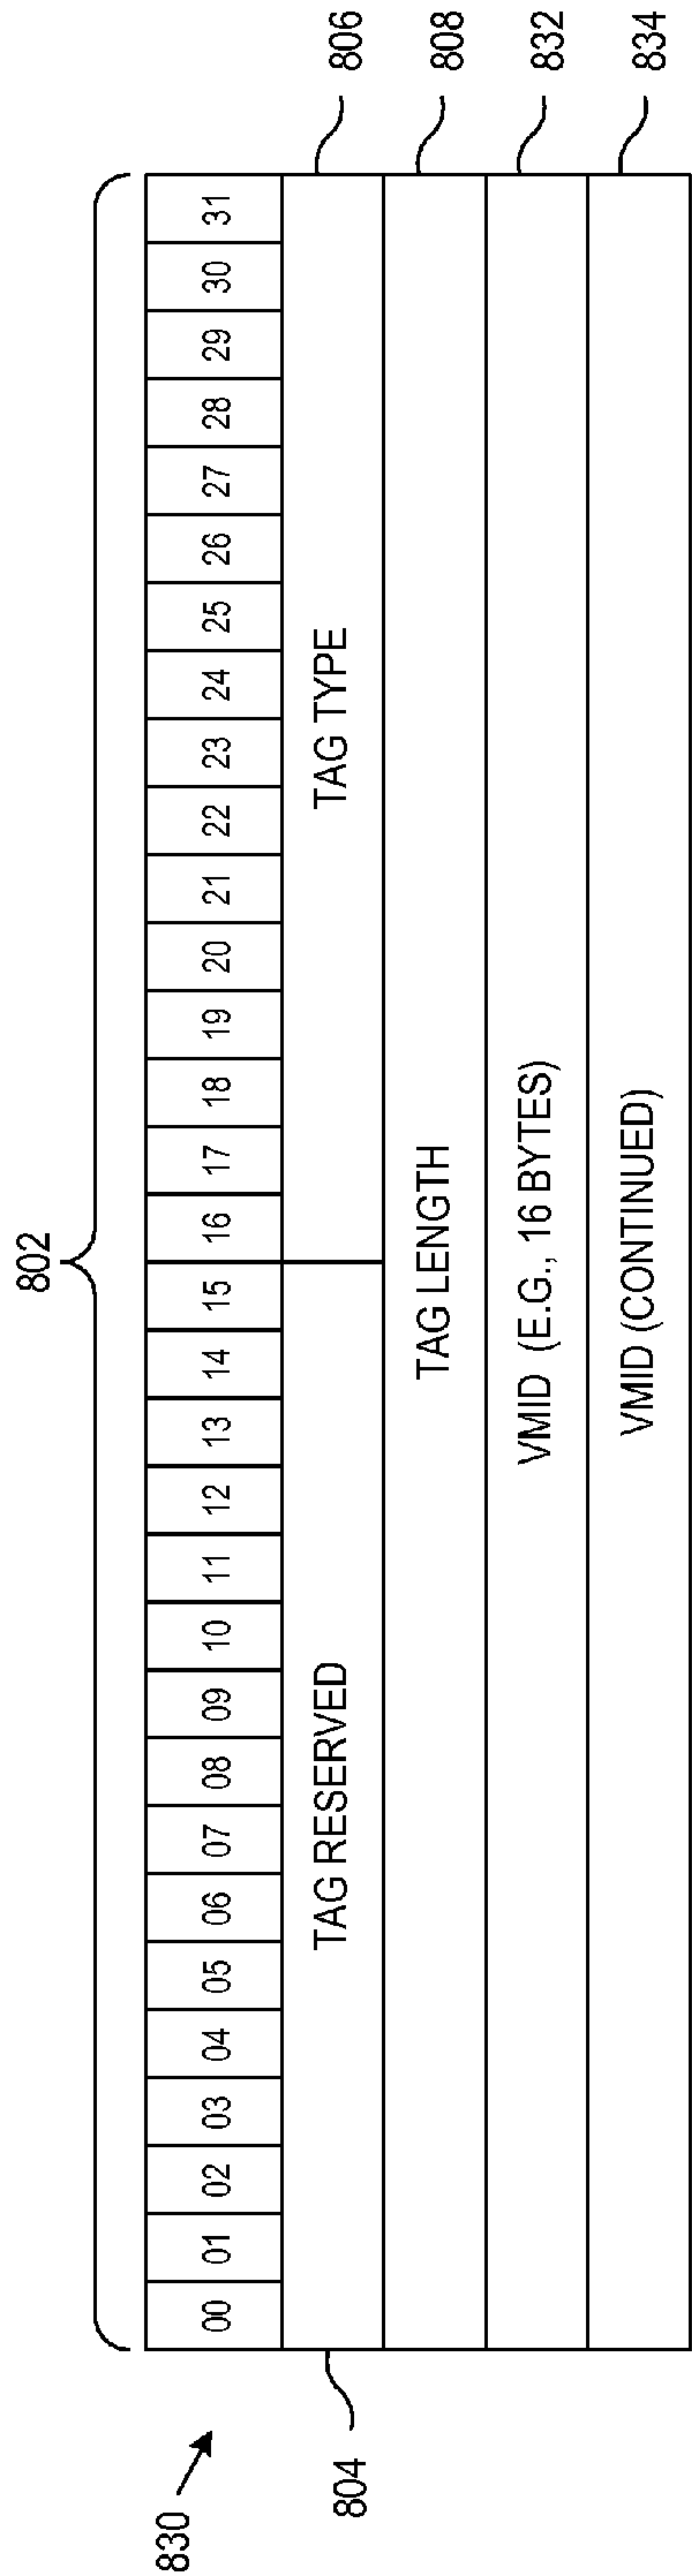 830
802
00 01 02 03 04 05 06 07 08 09 10 11 12 13 14 15 16 17 18 19 20 21 22 23 24 25 26 27 28 29 30 31
804 TAG RESERVED TAG TYPE 806
TAG LENGTH 808
VMID (E.G., 16 BYTES) 832
VMID (CONTINUED) 834